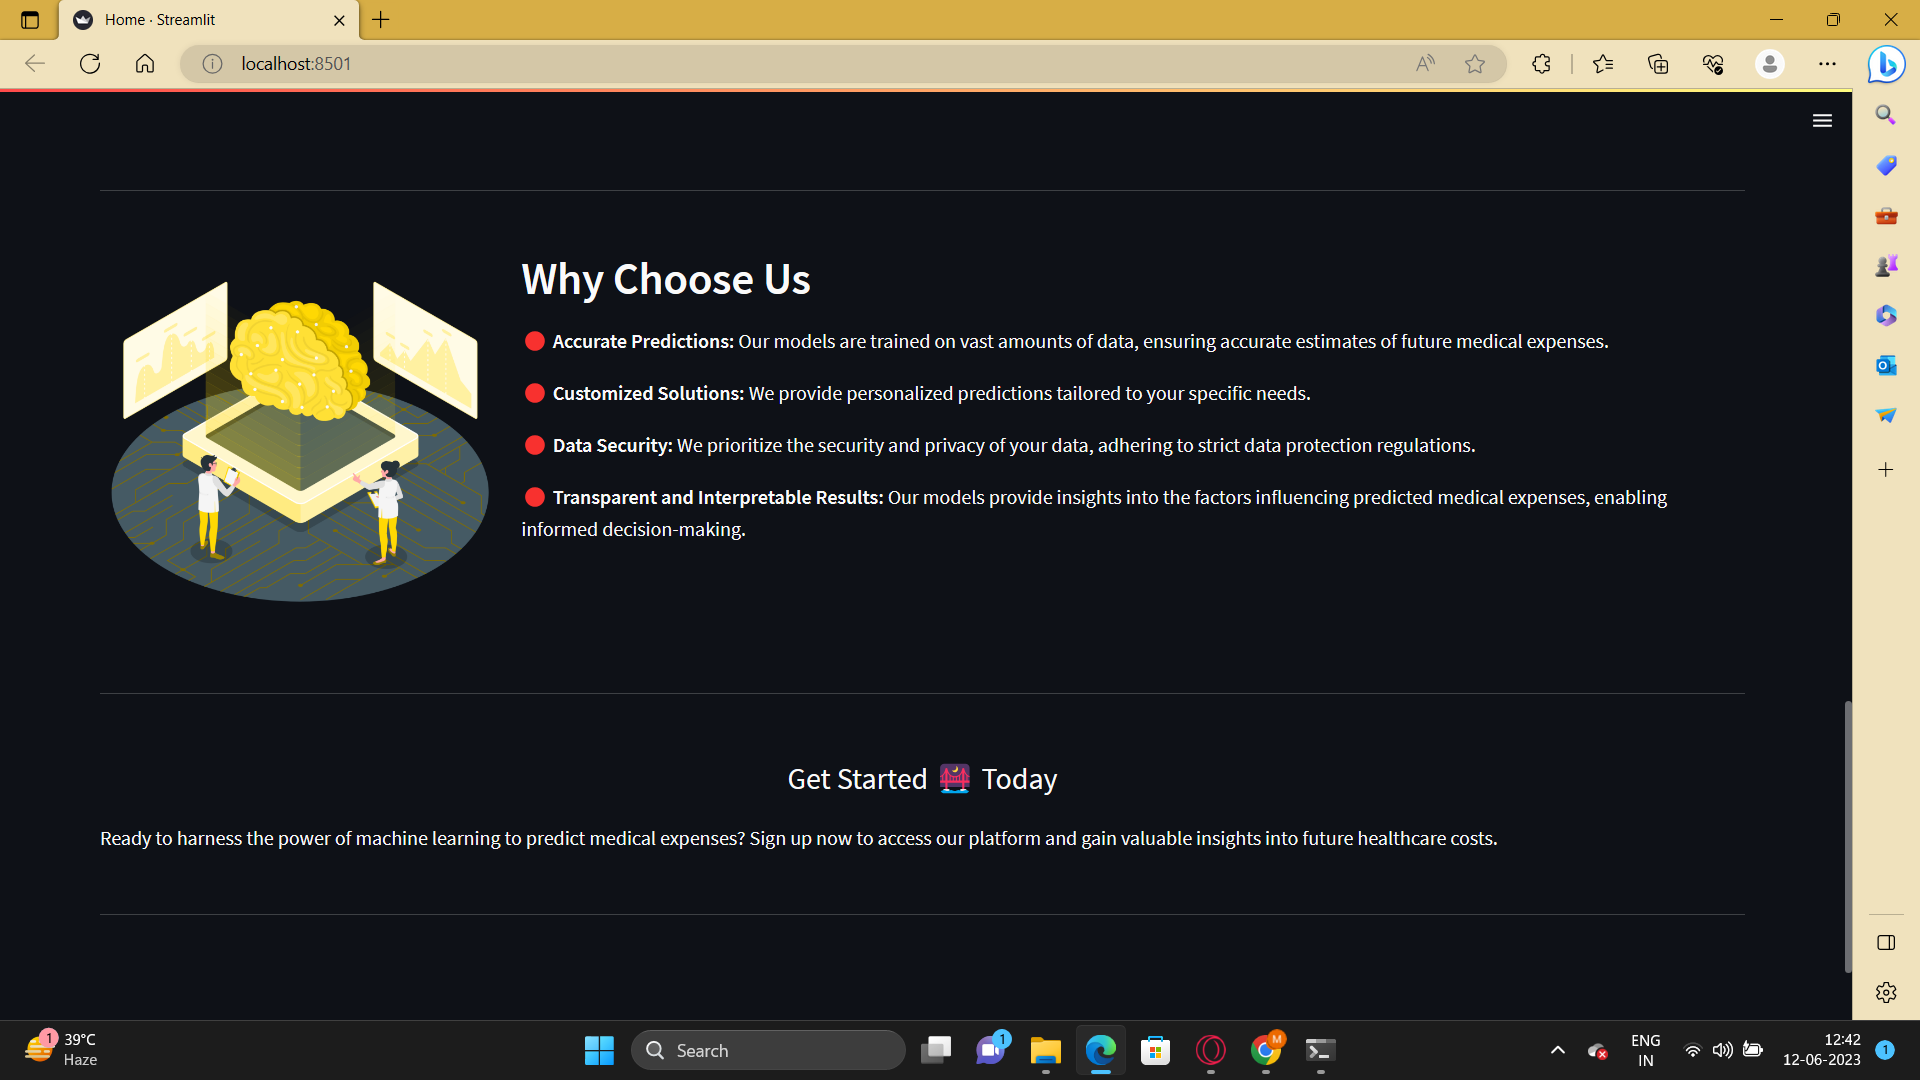 Home · Streamlit
localhost:8501
Why Choose Us
Accurate Predictions: Our models are trained on vast amounts of data, ensuring accurate estimates of future medical expenses.
Customized Solutions: We provide personalized predictions tailored to your specific needs.
Data Security: We prioritize the security and privacy of your data, adhering to strict data protection regulations.
Transparent and Interpretable Results: Our models provide insights into the factors influencing predicted medical expenses, enabling
informed decision-making.
Get Started Today
Ready to harness the power of machine learning to predict medical expenses? Sign up now to access our platform and gain valuable insights into future healthcare costs.
1
39°C
Haze
Search
1
M
ENG
IN
12:42
12-06-2023
1